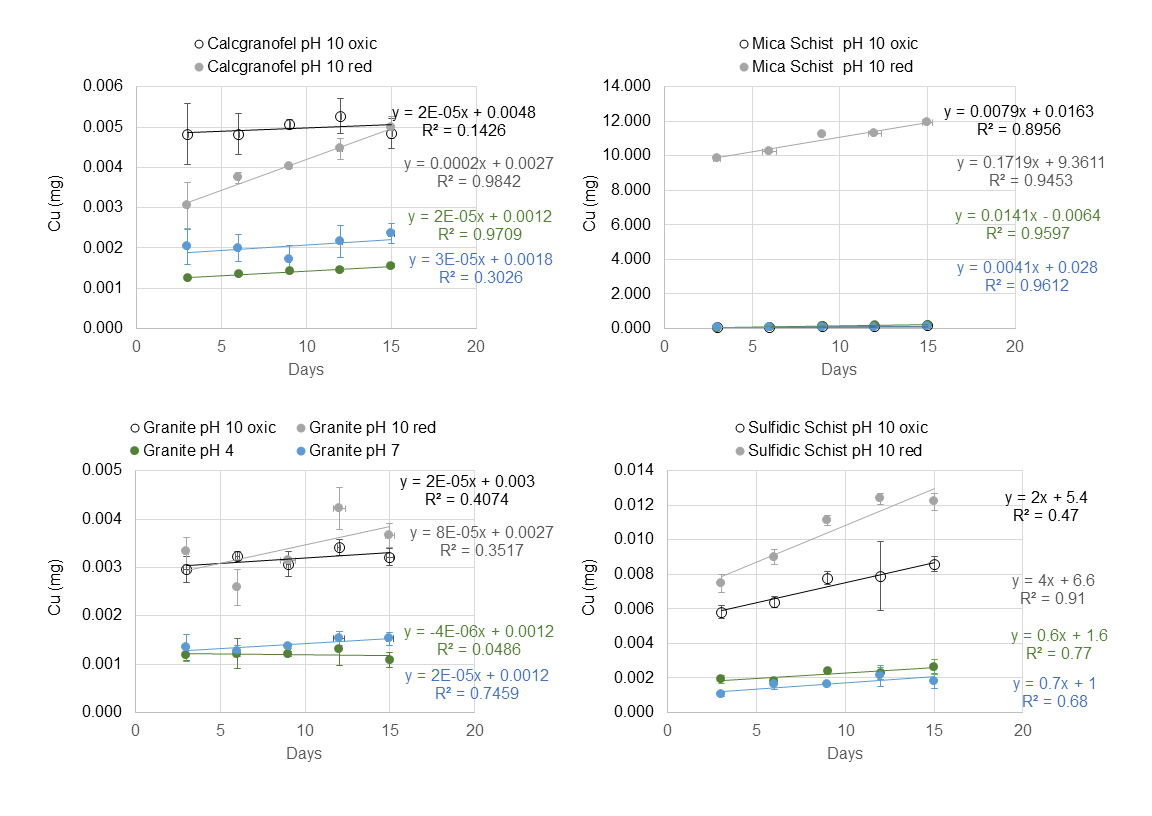 Calcgranofel pH 10 oxic
Calcgranofel pH 10 red
0.006
0.005
0.004
0.003
0.002
0.001
0.000
Cu (mg)
0
5
10
15
20
Days
y = 2E-05x + 0.0048
R² = 0.1426
y = 0.0002x + 0.0027
R² = 0.9842
y = 2E-05x + 0.0012
R² = 0.9709
y = 3E-05x + 0.0018
R² = 0.3026
Mica Schist pH 10 oxic
Mica Schist pH 10 red
14.000
12.000
10.000
8.000
6.000
4.000
2.000
0.000
Cu (mg)
0
5
10
15
20
Days
y = 0.0079x + 0.0163
R² = 0.8956
y = 0.1719x + 9.3611
R² = 0.9453
y = 0.0141x - 0.0064
R² = 0.9597
y = 0.0041x + 0.028
R² = 0.9612
Granite pH 10 oxic
Granite pH 10 red
Granite pH 4
Granite pH 7
0.005
0.004
0.003
0.002
0.001
0.000
Cu (mg)
0
5
10
15
20
Days
y = 2E-05x + 0.003
R² = 0.4074
y = 8E-05x + 0.0027
R² = 0.3517
y = -4E-06x + 0.0012
R² = 0.0486
y = 2E-05x + 0.0012
R² = 0.7459
Sulfidic Schist pH 10 oxic
Sulfidic Schist pH 10 red
0.014
0.012
0.010
0.008
0.006
0.004
0.002
0.000
Cu (mg)
0
5
10
15
20
Days
y = 2x + 5.4
R² = 0.47
y = 4x + 6.6
R² = 0.91
y = 0.6x + 1.6
R² = 0.77
y = 0.7x + 1
R² = 0.68